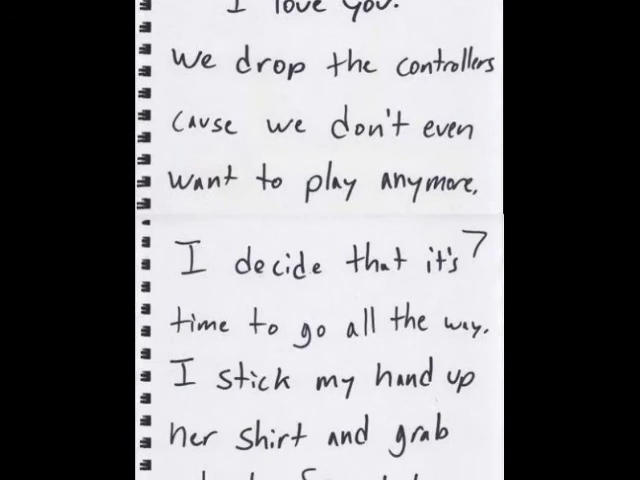 I love you.
We drop the controllers
cause we don't even
want to play anymore.
7
I decide that it's
time to go all the way.
I stick my hand up
her shirt and grab